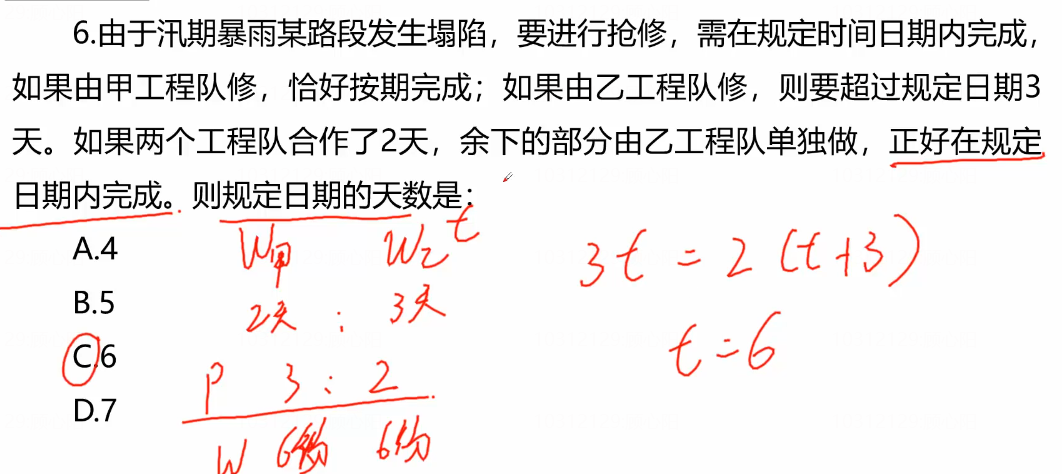 6.由于汛期暴雨某路段发生塌陷，要进行抢修，需在规定时间日期内完成，
如果由甲工程队修，恰好按期完成；如果由乙工程队修，则要超过规定日期3
天。如果两个工程队合作了2天，余下的部分由乙工程队单独做，正好在规定
日期内完成。则规定日期的天数是：
A.4
B.5
C.6
D.7
W甲 W乙 t
2天 : 3天
P 3 : 2
W 6份 6份
3t = 2 (t+3)
t = 6